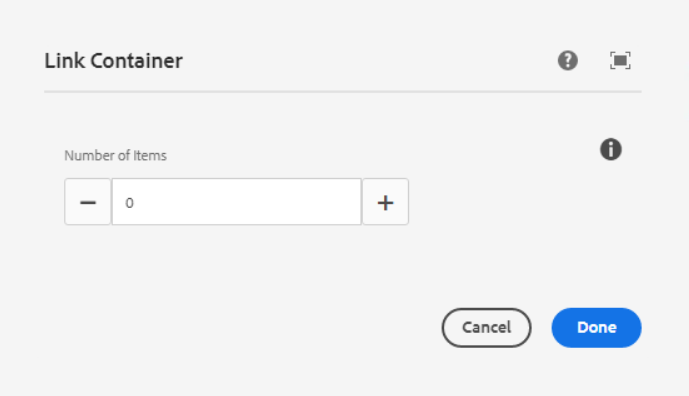 Link Container
Number of Items
0
Cancel
Done